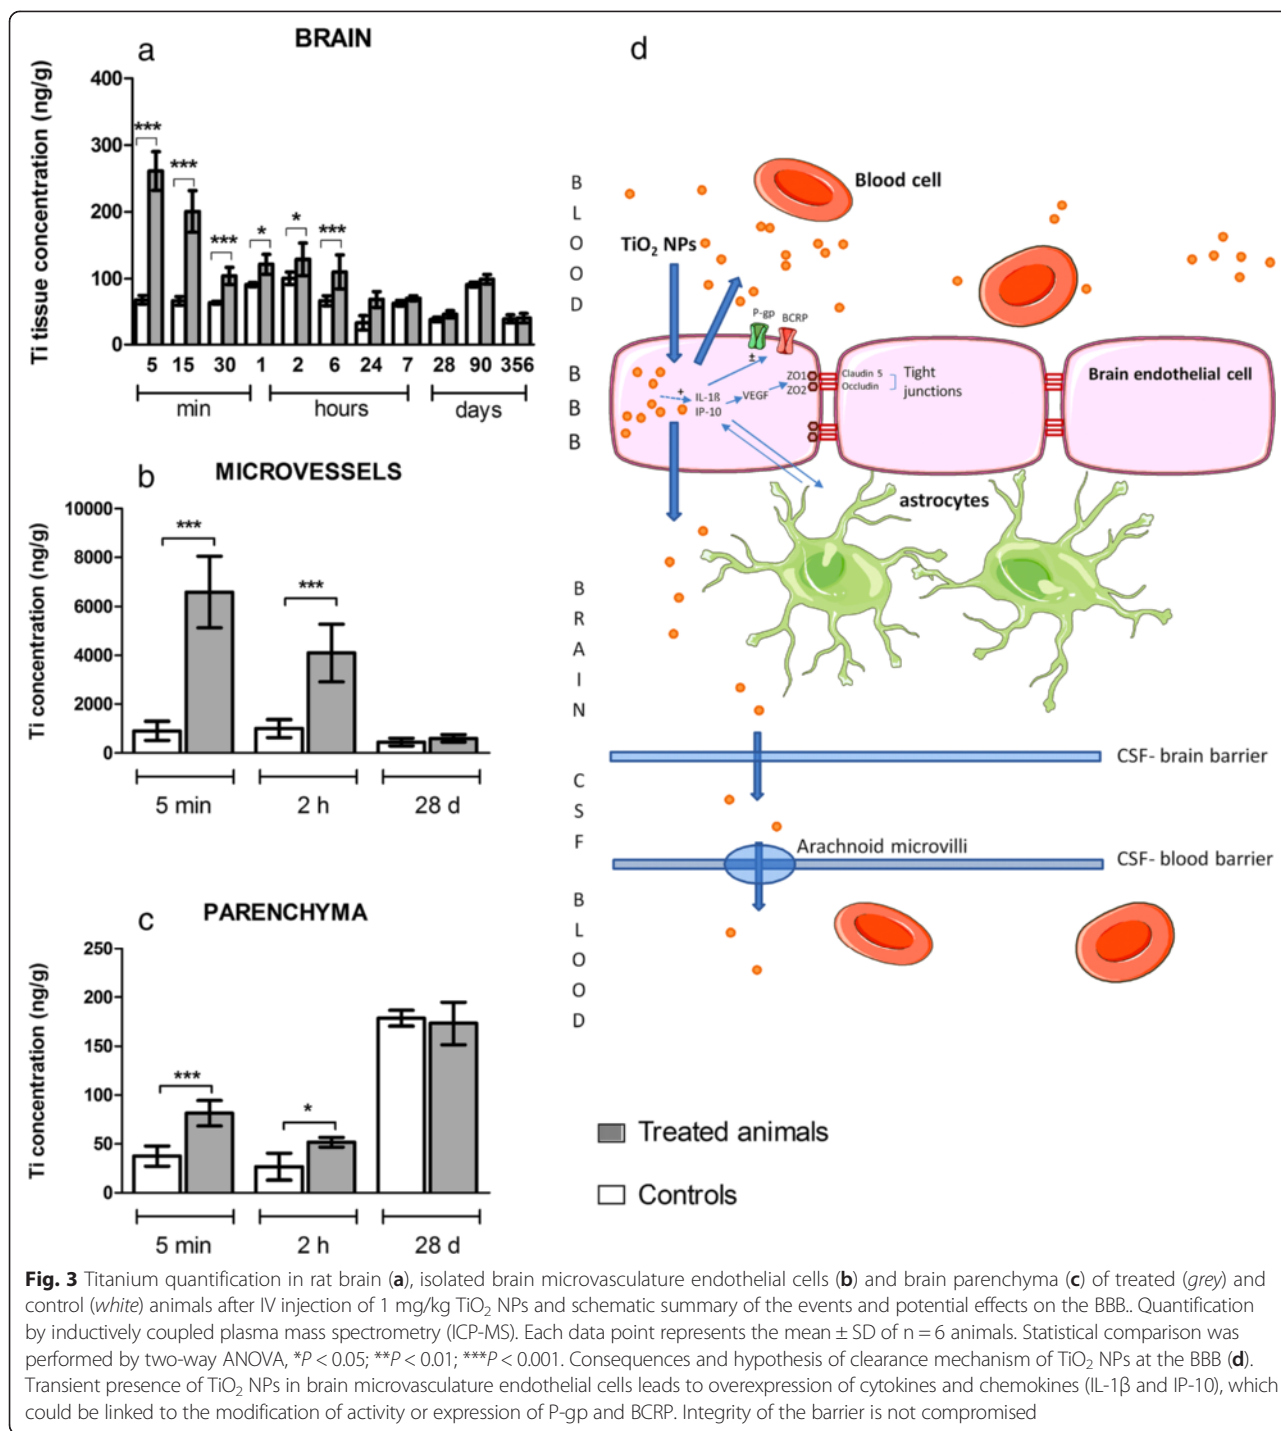 a
BRAIN
Ti tissue concentration (ng/g)
400
300
200
100
0
***
***
***
*
*
***
5 15 30 1 2 6 24 7 28 90 356
min hours days
b
MICROVESSELS
Ti concentration (ng/g)
10000
8000
6000
4000
2000
0
***
***
5 min 2 h 28 d
c
PARENCHYMA
Ti concentration (ng/g)
250
200
150
100
50
0
***
*
5 min 2 h 28 d
d
BLOOD
BBB
BRAIN
CSF
BLOOD
Blood cell
TiO2 NPs
P-gp BCRP
±
+
IL-1ß
IP-10
VEGF
ZO1
ZO2
Claudin 5
Occludin
Tight
junctions
Brain endothelial cell
astrocytes
CSF- brain barrier
Arachnoid microvilli
CSF- blood barrier
Treated animals
Controls
Fig. 3 Titanium quantification in rat brain (a), isolated brain microvasculature endothelial cells (b) and brain parenchyma (c) of treated (grey) and
control (white) animals after IV injection of 1 mg/kg TiO2 NPs and schematic summary of the events and potential effects on the BBB.. Quantification
by inductively coupled plasma mass spectrometry (ICP-MS). Each data point represents the mean ± SD of n = 6 animals. Statistical comparison was
performed by two-way ANOVA, *P < 0.05; **P < 0.01; ***P < 0.001. Consequences and hypothesis of clearance mechanism of TiO2 NPs at the BBB (d).
Transient presence of TiO2 NPs in brain microvasculature endothelial cells leads to overexpression of cytokines and chemokines (IL-1β and IP-10), which
could be linked to the modification of activity or expression of P-gp and BCRP. Integrity of the barrier is not compromised